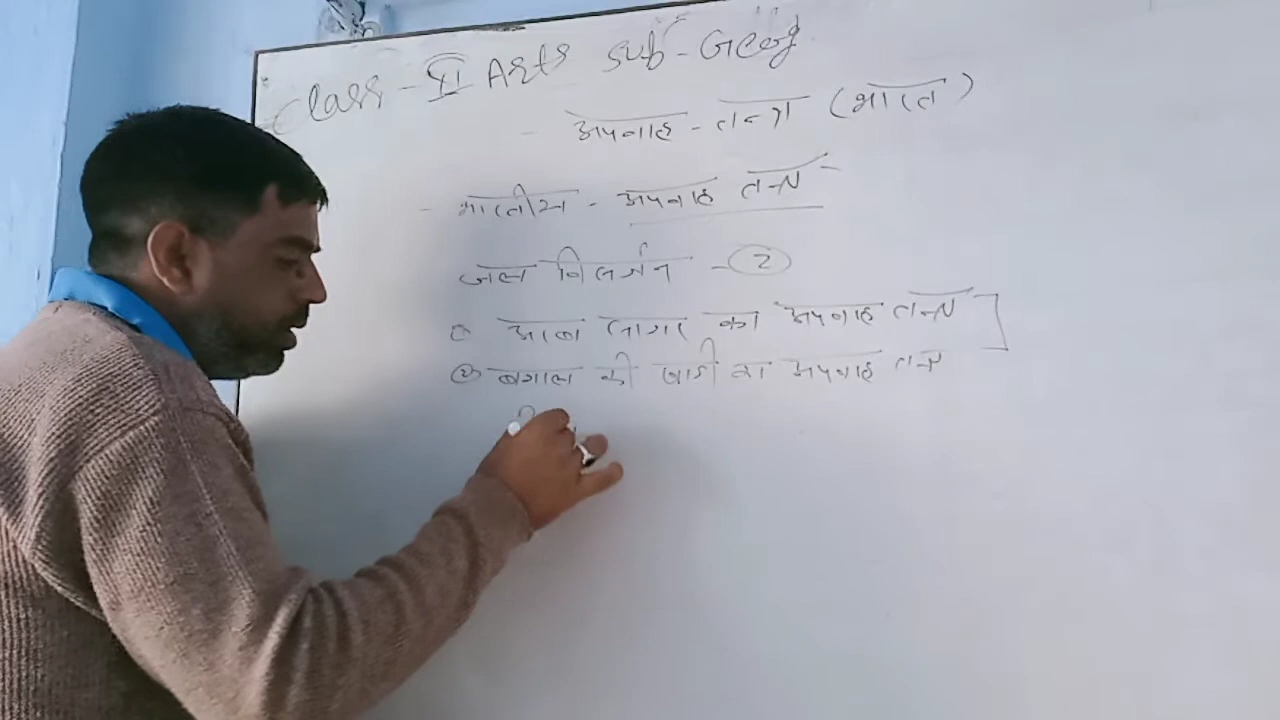 Class - XI Arts Sub - Geog
अपवाह - तन्त्र (भारत)
भारतीय - अपवाह तन्त्र -
जल विसर्जन - 2
① अरब सागर का अपवाह तन्त्र
② बंगाल की खाड़ी का अपवाह तन्त्र